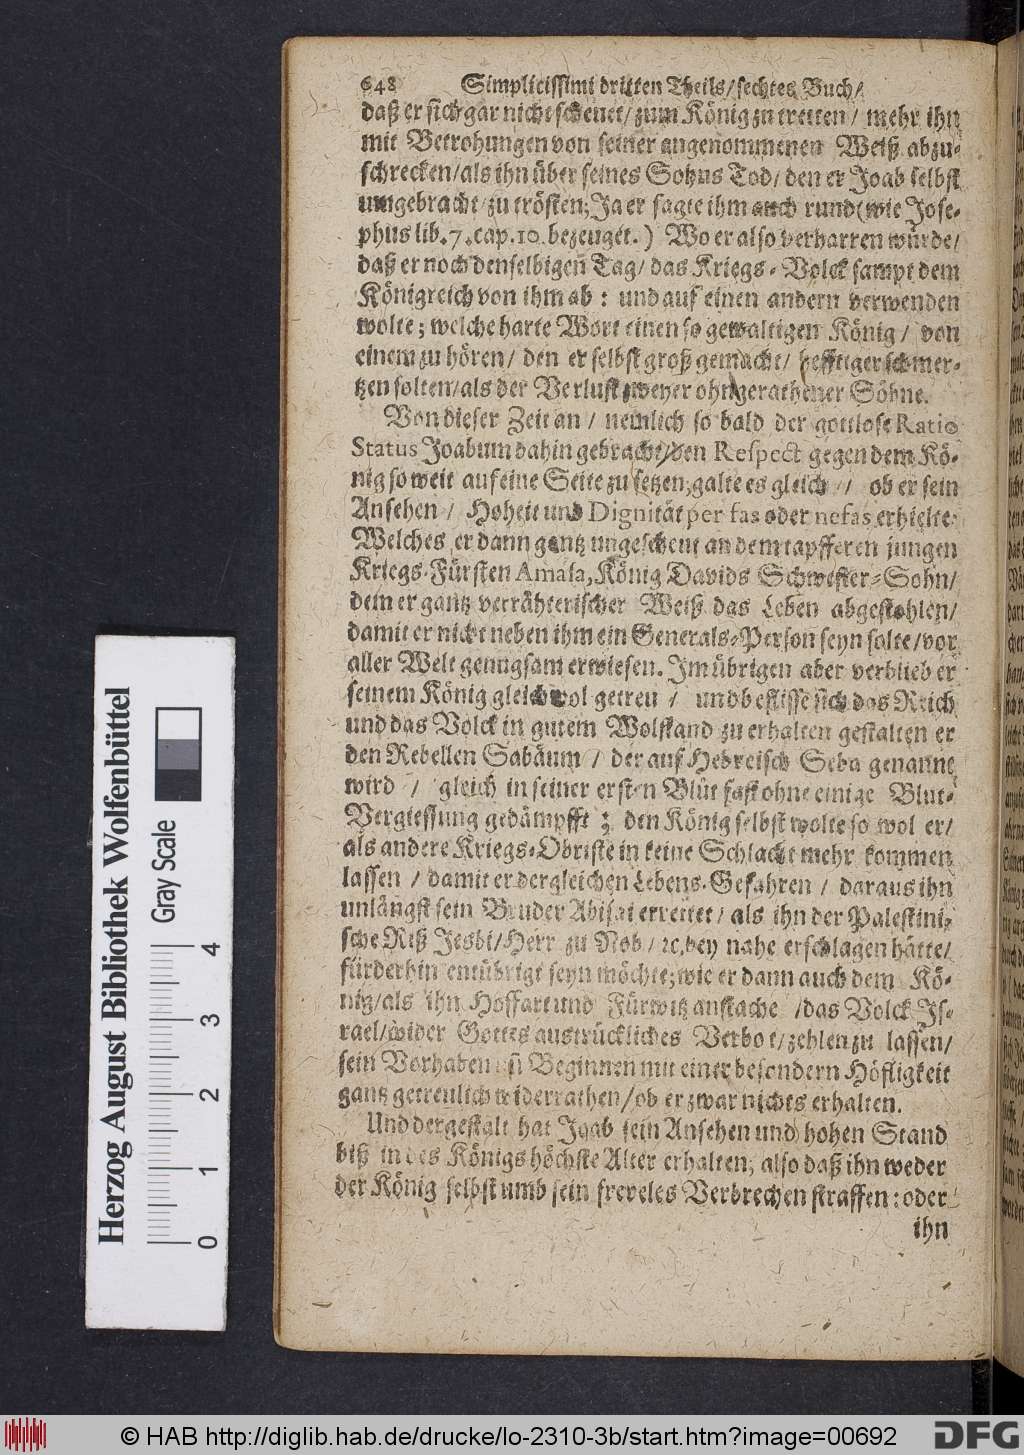 648 Simplicissimi dritten Theils/ sechtes Buch/
daß er sich gar nicht scheuet/ zum König zu tretten / mehr ihn
mit Betrohungen von seiner angenommenen Weiß abzu-
schrecken/ als ihn über seines Sohns Tod/ den er Joab selbst
umgebracht/ zu trösten; Ja er sagte ihm auch rund (wie Jose-
phus lib. 7. cap. 10. bezeuget.) Wo er also verharren würde/
daß er noch denselbigen Tag/ das Kriegs-Volck sampt dem
Königreich von ihm ab: und auf einen andern verwenden
wolte; welche harte Wort einen so gewaltigen König / von
einem zu hören/ den er selbst groß gemacht/ hefftiger schmer-
tzen solten/ als der Verlust zweyer ohngerathener Söhne.
Von dieser Zeit an / nemlich so bald der gottlose Ratio
Status Joabum dahin gebracht/ den Respect gegen dem Kö-
nig so weit auf eine Seite zu setzen, galte es gleich / ob er sein
Ansehen / Hoheit und Dignität per fas oder nefas erhielte:
Welches er dann gantz ungescheut an dem tapfferen jungen
Kriegs-Fürsten Amasa, König Davids Schwester-Sohn/
dem er gantz verrähterischer Weiß das Leben abgestohlen/
damit er nicht neben ihm ein Generals-Person seyn solte/ vor
aller Welt genugsam erwiesen. Im übrigen aber verblieb er
seinem König gleichwol getreu / und beflisse sich das Reich
und das Volck in gutem Wolstand zu erhalten gestalten er
den Rebellen Sabäum / der auf Hebreisch Seba genannt
wird / gleich in seiner ersten Blüt fast ohne einige Blut-
Vergiessung gedämpfft; den König selbst wolte so wol er/
als andere Kriegs-Obriste in keine Schlacht mehr kommen
lassen / damit er dergleichen Lebens-Gefahren / daraus ihn
unlängst sein Bruder Abisai errettet/ als ihn der Palestini-
sche Riß Jesbi/ Herr zu Nob/ ꝛc. bey nahe erschlagen hätte/
fürderhin entübrigt seyn möchte; wie er dann auch dem Kö-
nig/ als ihn Hoffart und Fürwitz anstache / das Volck Js-
rael/ wider Gottes austrückliches Verbot/ zehlen zu lassen/
sein Vorhaben Beginnen mit einer besondern Höfligkeit
gantz getreulich widerrathen/ ob er zwar nichts erhalten.
Und dergestalt hat Joab sein Ansehen und hohen Stand
biß in des Königs höchste Alter erhalten; also daß ihn weder
der König selbst umb sein freveles Verbrechen straffen: oder
ihn
Herzog August Bibliothek Wolfenbüttel
Gray Scale
0 1 2 3 4
© HAB http://diglib.hab.de/drucke/lo-2310-3b/start.htm?image=00692
DFG